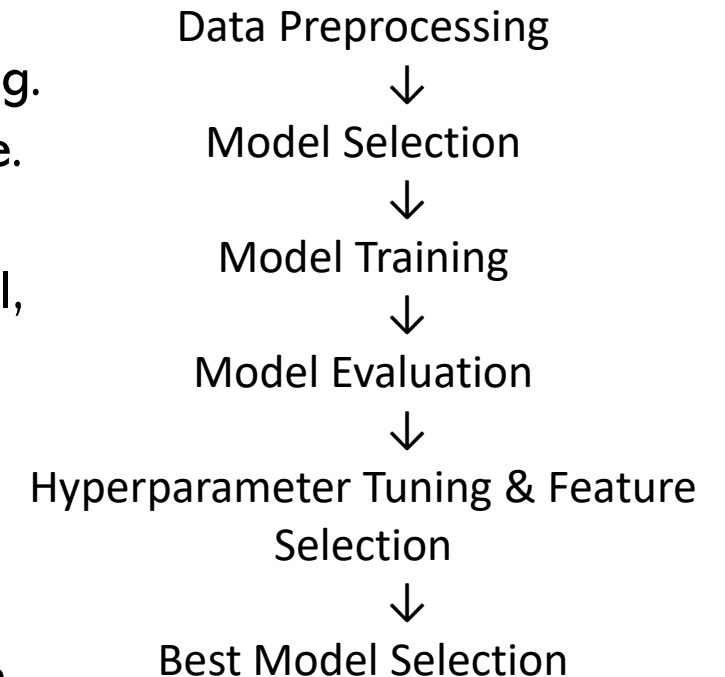 Data Preprocessing
g.
↓
e.
Model Selection
↓
Model Training
l,
↓
Model Evaluation
↓
Hyperparameter Tuning & Feature
Selection
↓
Best Model Selection